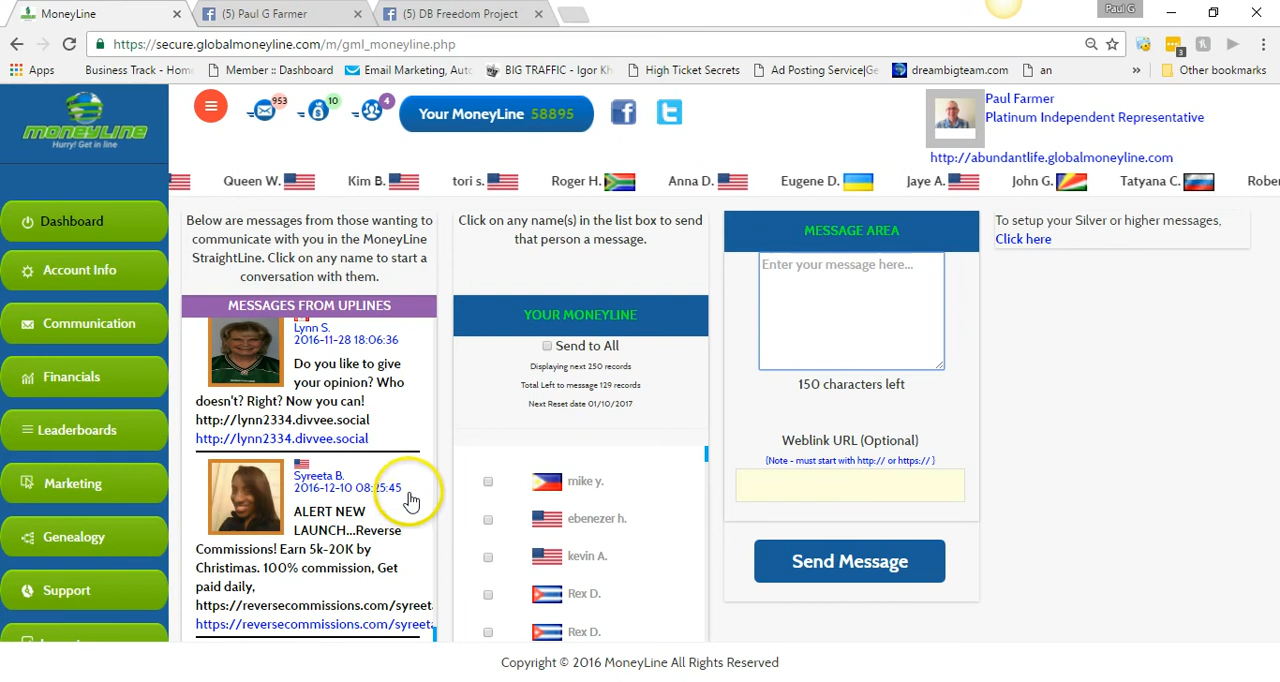 MoneyLine
(5) Paul G Farmer
(5) DB Freedom Project
Paul G
https://secure.globalmoneyline.com/m/gml_moneyline.php
3
Apps
Business Track - Hom
Member :: Dashboard
Email Marketing, Aut
BIG TRAFFIC - Igor Kh
High Ticket Secrets
Ad Posting Service|Ge
dreambigteam.com
an
»
Other bookmarks
MONEYLINE
Hurry! Get in line
953
10
4
Your MoneyLine 58895
Paul Farmer
Platinum Independent Representative
http://abundantlife.globalmoneyline.com
Queen W.
Kim B.
tori s.
Roger H.
Anna D.
Eugene D.
Jaye A.
John G.
Tatyana C.
Rober
Dashboard
Account Info
Communication
Financials
Leaderboards
Marketing
Genealogy
Support
Below are messages from those wanting to
communicate with you in the MoneyLine
StraightLine. Click on any name to start a
conversation with them.
MESSAGES FROM UPLINES
Lynn S.
2016-11-28 18:06:36
Do you like to give
your opinion? Who
doesn't? Right? Now you can!
http://lynn2334.divvee.social
http://lynn2334.divvee.social
Syreeta B.
2016-12-10 08:25:45
ALERT NEW
LAUNCH...Reverse
Commissions! Earn 5k-20K by
Christmas. 100% commission, Get
paid daily,
https://reversecommissions.com/syreeta
https://reversecommissions.com/syreeta
Click on any name(s) in the list box to send
that person a message.
YOUR MONEYLINE
Send to All
Displaying next 250 records
Total Left to message 129 records
Next Reset date 01/10/2017
mike y.
ebenezer h.
kevin A.
Rex D.
Rex D.
MESSAGE AREA
Enter your message here...
150 characters left
Weblink URL (Optional)
{Note - must start with http:// or https:// }
Send Message
To setup your Silver or higher messages,
Click here
Copyright © 2016 MoneyLine All Rights Reserved